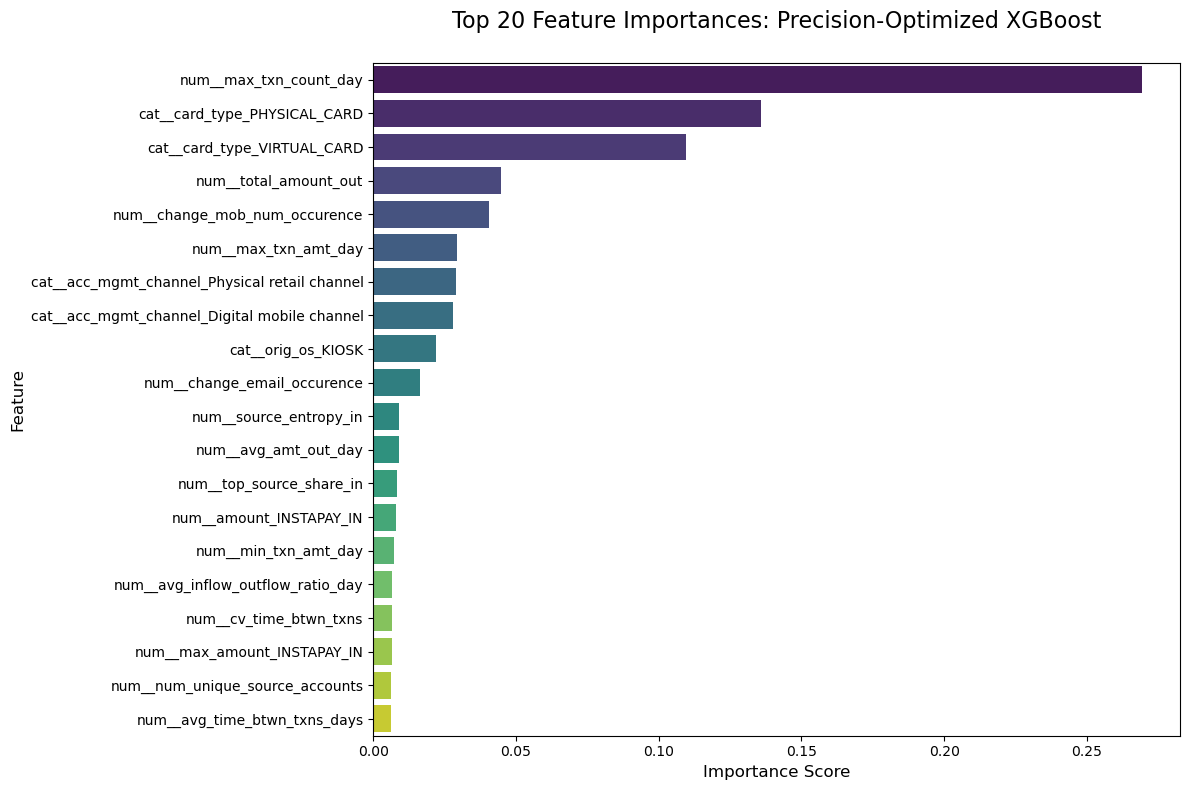 Top 20 Feature Importances: Precision-Optimized XGBoost
num__max_txn_count_day
cat__card_type_PHYSICAL_CARD
cat__card_type_VIRTUAL_CARD
num__total_amount_out
num__change_mob_num_occurence
num__max_txn_amt_day
cat__acc_mgmt_channel_Physical retail channel
cat__acc_mgmt_channel_Digital mobile channel
cat__orig_os_KIOSK
num__change_email_occurence
num__source_entropy_in
num__avg_amt_out_day
num__top_source_share_in
num__amount_INSTAPAY_IN
num__min_txn_amt_day
num__avg_inflow_outflow_ratio_day
num__cv_time_btwn_txns
num__max_amount_INSTAPAY_IN
num__num_unique_source_accounts
num__avg_time_btwn_txns_days
Feature
0.00 0.05 0.10 0.15 0.20 0.25
Importance Score